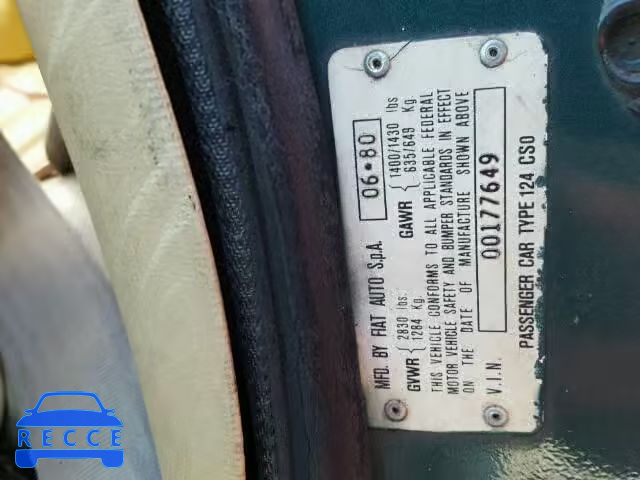 MFD. BY FIAT AUTO S.p.A. 06•80
GVWR { 2830 lbs. GAWR { 1400/1430 lbs
1284 Kg. 635/649 Kg.
THIS VEHICLE CONFORMS TO ALL APPLICABLE FEDERAL
MOTOR VEHICLE SAFETY AND BUMPER STANDARDS IN EFFECT
ON THE DATE OF MANUFACTURE SHOWN ABOVE
V.I.N. 00177649
PASSENGER CAR TYPE 124 CS0
RECCE